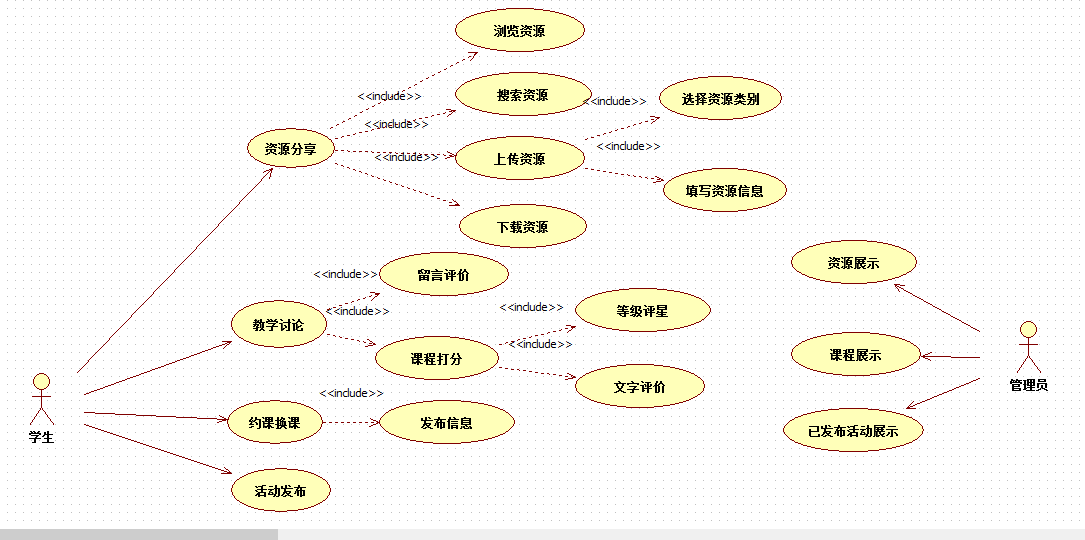 浏览资源
<<include>>
搜索资源
<<include>>
选择资源类别
<<include>>
资源分享
<<include>>
上传资源
<<include>>
填写资源信息
下载资源
资源展示
<<include>>
留言评价
<<include>>
教学讨论
<<include>>
等级评星
课程打分
<<include>>
课程展示
文字评价
管理员
<<include>>
约课换课
发布信息
已发布活动展示
学生
活动发布